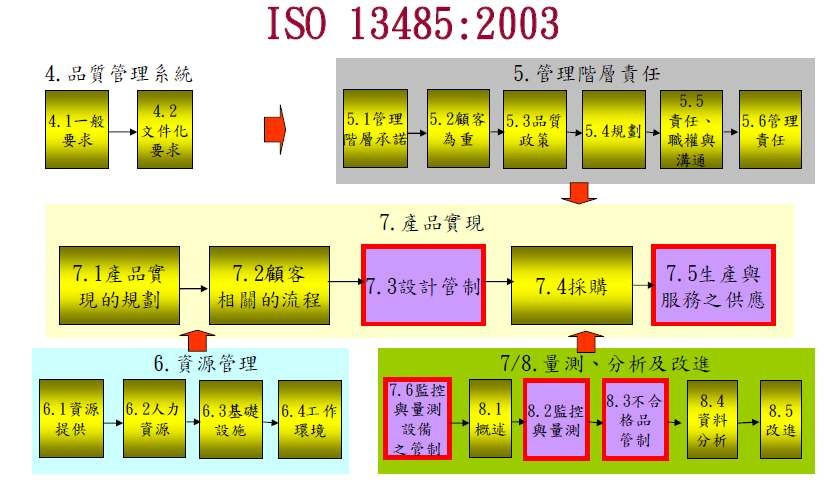 ISO 13485:2003
4.品質管理系統
4.1一般
要求
4.2
文件化
要求
5.管理階層責任
5.1管理
階層承諾
5.2顧客
為重
5.3品質
政策
5.4規劃
5.5
責任、
職權與
溝通
5.6管理
責任
7.產品實現
7.1產品實
現的規劃
7.2顧客
相關的流程
7.3設計管制
7.4採購
7.5生產與
服務之供應
6.資源管理
6.1資源
提供
6.2人力
資源
6.3基礎
設施
6.4工作
環境
7/8.量測、分析及改進
7.6監控
與量測
設備
之管制
8.1
概述
8.2監控
與量測
8.3不合
格品
管制
8.4
資料
分析
8.5
改進